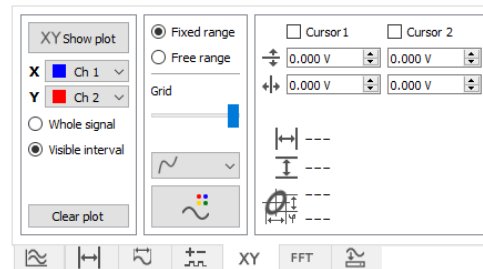 XY Show plot
X Ch 1
Y Ch 2
Whole signal
Visible interval
Clear plot
Fixed range
Free range
Grid
Cursor 1 Cursor 2
0.000 V 0.000 V
0.000 V 0.000 V
---
---
---
φ ---
XY FFT